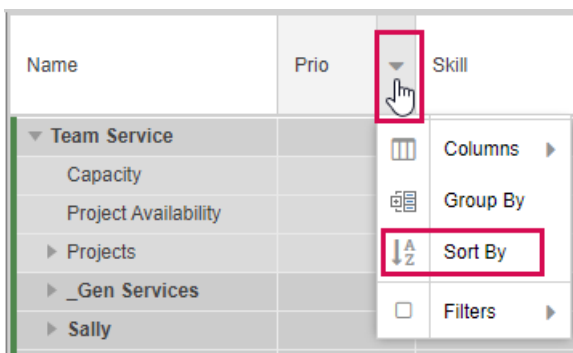 Name Prio Skill
Team Service
Capacity
Project Availability
Projects
_Gen Services
Sally
Columns
Group By
A
Z Sort By
Filters